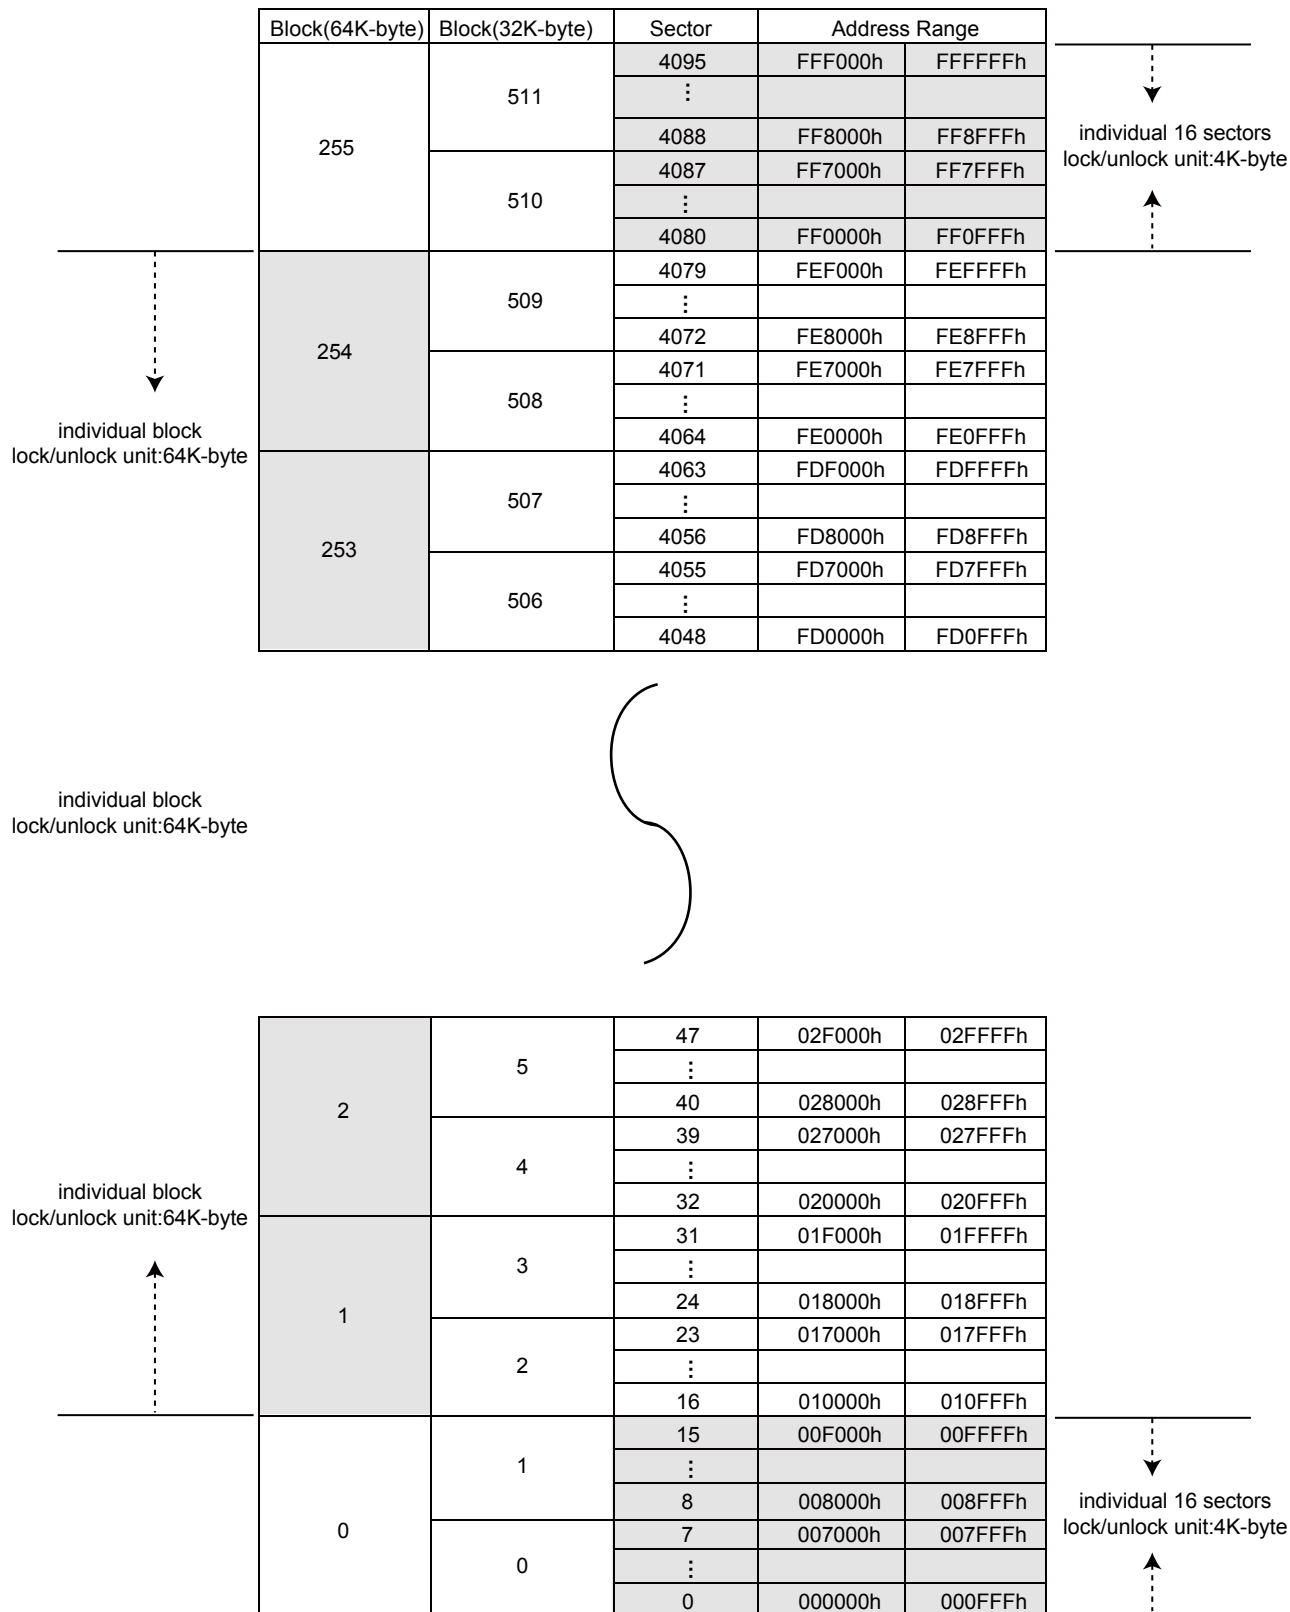 Block(64K-byte) Block(32K-byte) Sector Address Range
4095 FFF000h FFFFFFh
511 ⋮
4088 FF8000h FF8FFFh
individual 16 sectors
lock/unlock unit:4K-byte
255
4087 FF7000h FF7FFFh
510 ⋮
4080 FF0000h FF0FFFh
4079 FEF000h FEFFFFh
509 ⋮
4072 FE8000h FE8FFFh
254
4071 FE7000h FE7FFFh
508 ⋮
4064 FE0000h FE0FFFh
individual block
lock/unlock unit:64K-byte
4063 FDF000h FDFFFFh
507 ⋮
4056 FD8000h FD8FFFh
253
4055 FD7000h FD7FFFh
506 ⋮
4048 FD0000h FD0FFFh
individual block
lock/unlock unit:64K-byte
47 02F000h 02FFFFh
5 ⋮
40 028000h 028FFFh
2
39 027000h 027FFFh
4 ⋮
32 020000h 020FFFh
individual block
lock/unlock unit:64K-byte
31 01F000h 01FFFFh
3 ⋮
24 018000h 018FFFh
1
23 017000h 017FFFh
2 ⋮
16 010000h 010FFFh
15 00F000h 00FFFFh
1 ⋮
8 008000h 008FFFh
individual 16 sectors
lock/unlock unit:4K-byte
0
7 007000h 007FFFh
0 ⋮
0 000000h 000FFFh